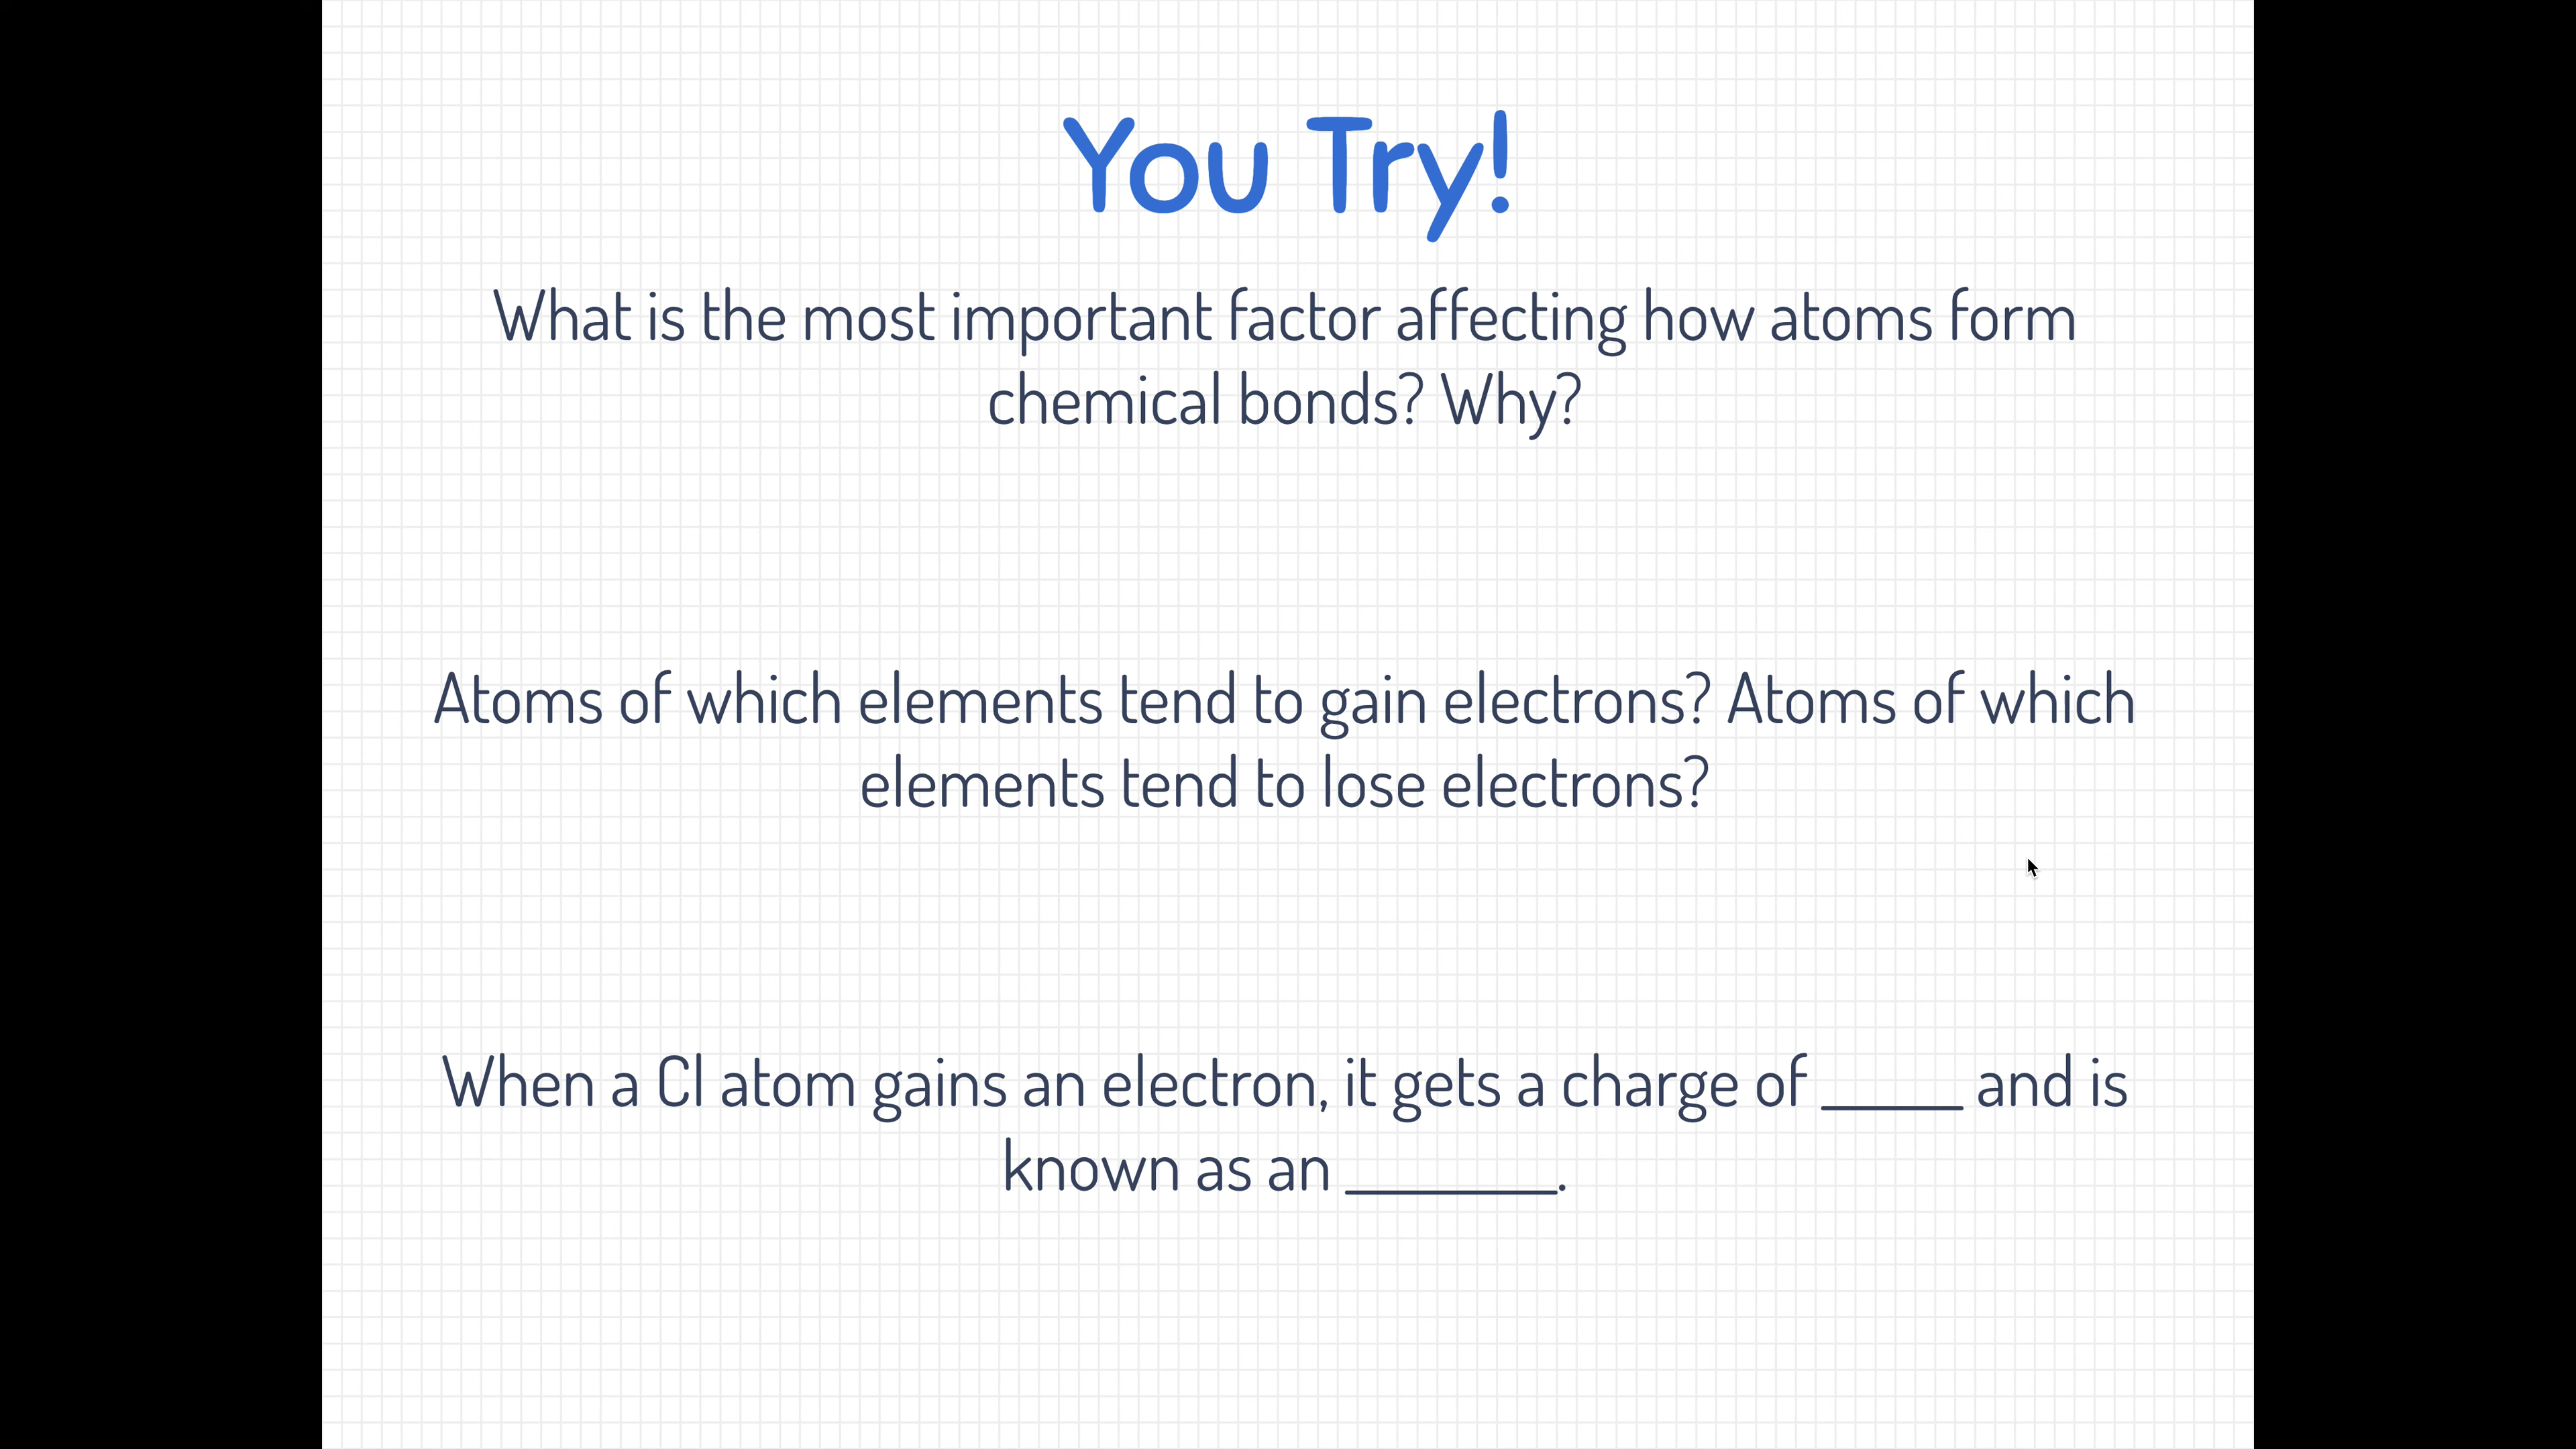 You Try!
What is the most important factor affecting how atoms form
chemical bonds? Why?
Atoms of which elements tend to gain electrons? Atoms of which
elements tend to lose electrons?
When a Cl atom gains an electron, it gets a charge of ______ and is
known as an _________.